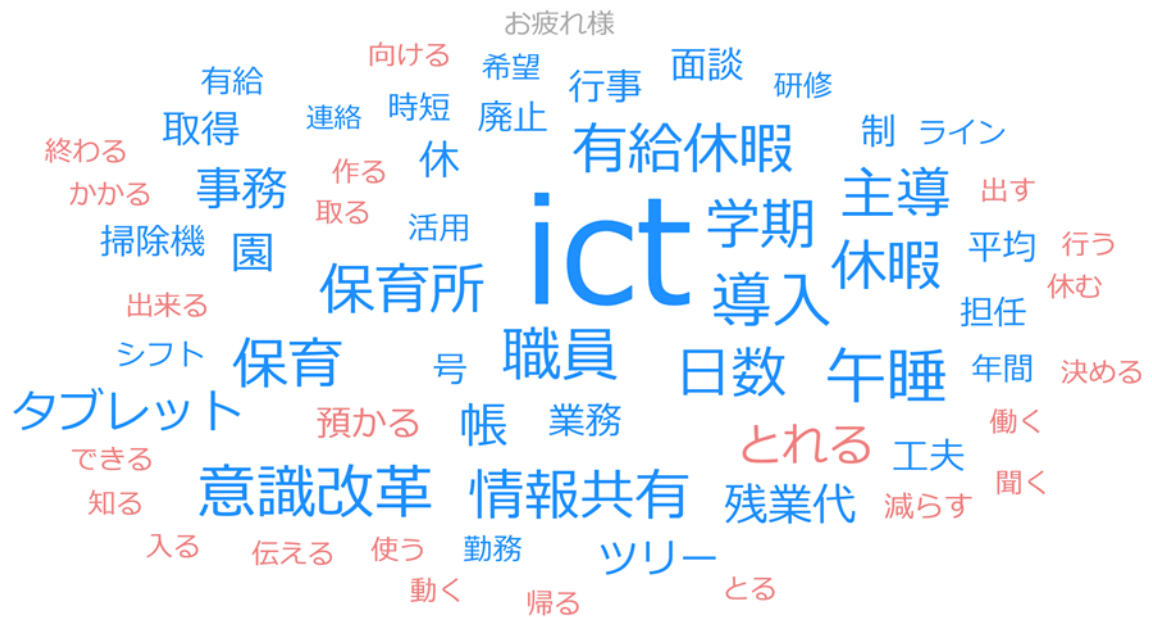 お疲れ様
向ける
希望
面談
有給
行事
研修
時短
連絡
廃止
取得
制
ライン
終わる
有給休暇
休
作る
かかる
事務
主導
出す
取る
ict
学期
活用
掃除機
園
平均
行う
休暇
保育所
導入
休む
出来る
担任
シフト
保育
号
職員
日数
午睡
年間
決める
タブレット
預かる
帳
業務
働く
とれる
工夫
できる
聞く
知る
意識改革
情報共有
残業代
減らす
入る
伝える
使う
勤務
ツリー
動く
帰る
とる